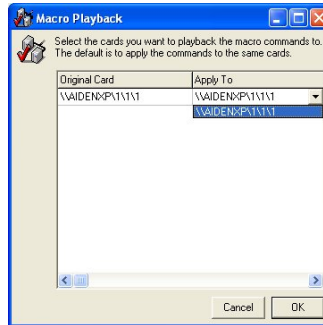 Macro Playback
Select the cards you want to playback the macro commands to.
The default is to apply the commands to the same cards.
Original Card Apply To
\\AIDENXP\1\1\1 \\AIDENXP\1\1\1
\\AIDENXP\1\1\1
Cancel OK